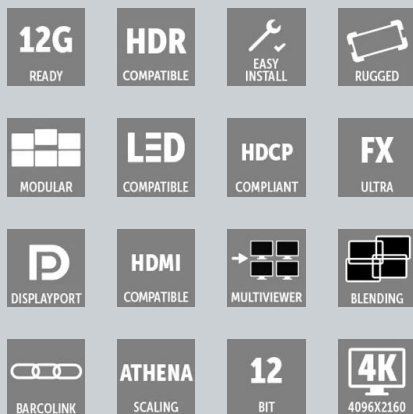 12G
READY
HDR
COMPATIBLE
EASY
INSTALL
RUGGED
MODULAR
LED
COMPATIBLE
HDCP
COMPLIANT
FX
ULTRA
DISPLAYPORT
HDMI
COMPATIBLE
MULTIVIEWER
BLENDING
BARCOLINK
ATHENA
SCALING
12
BIT
4K
4096X2160